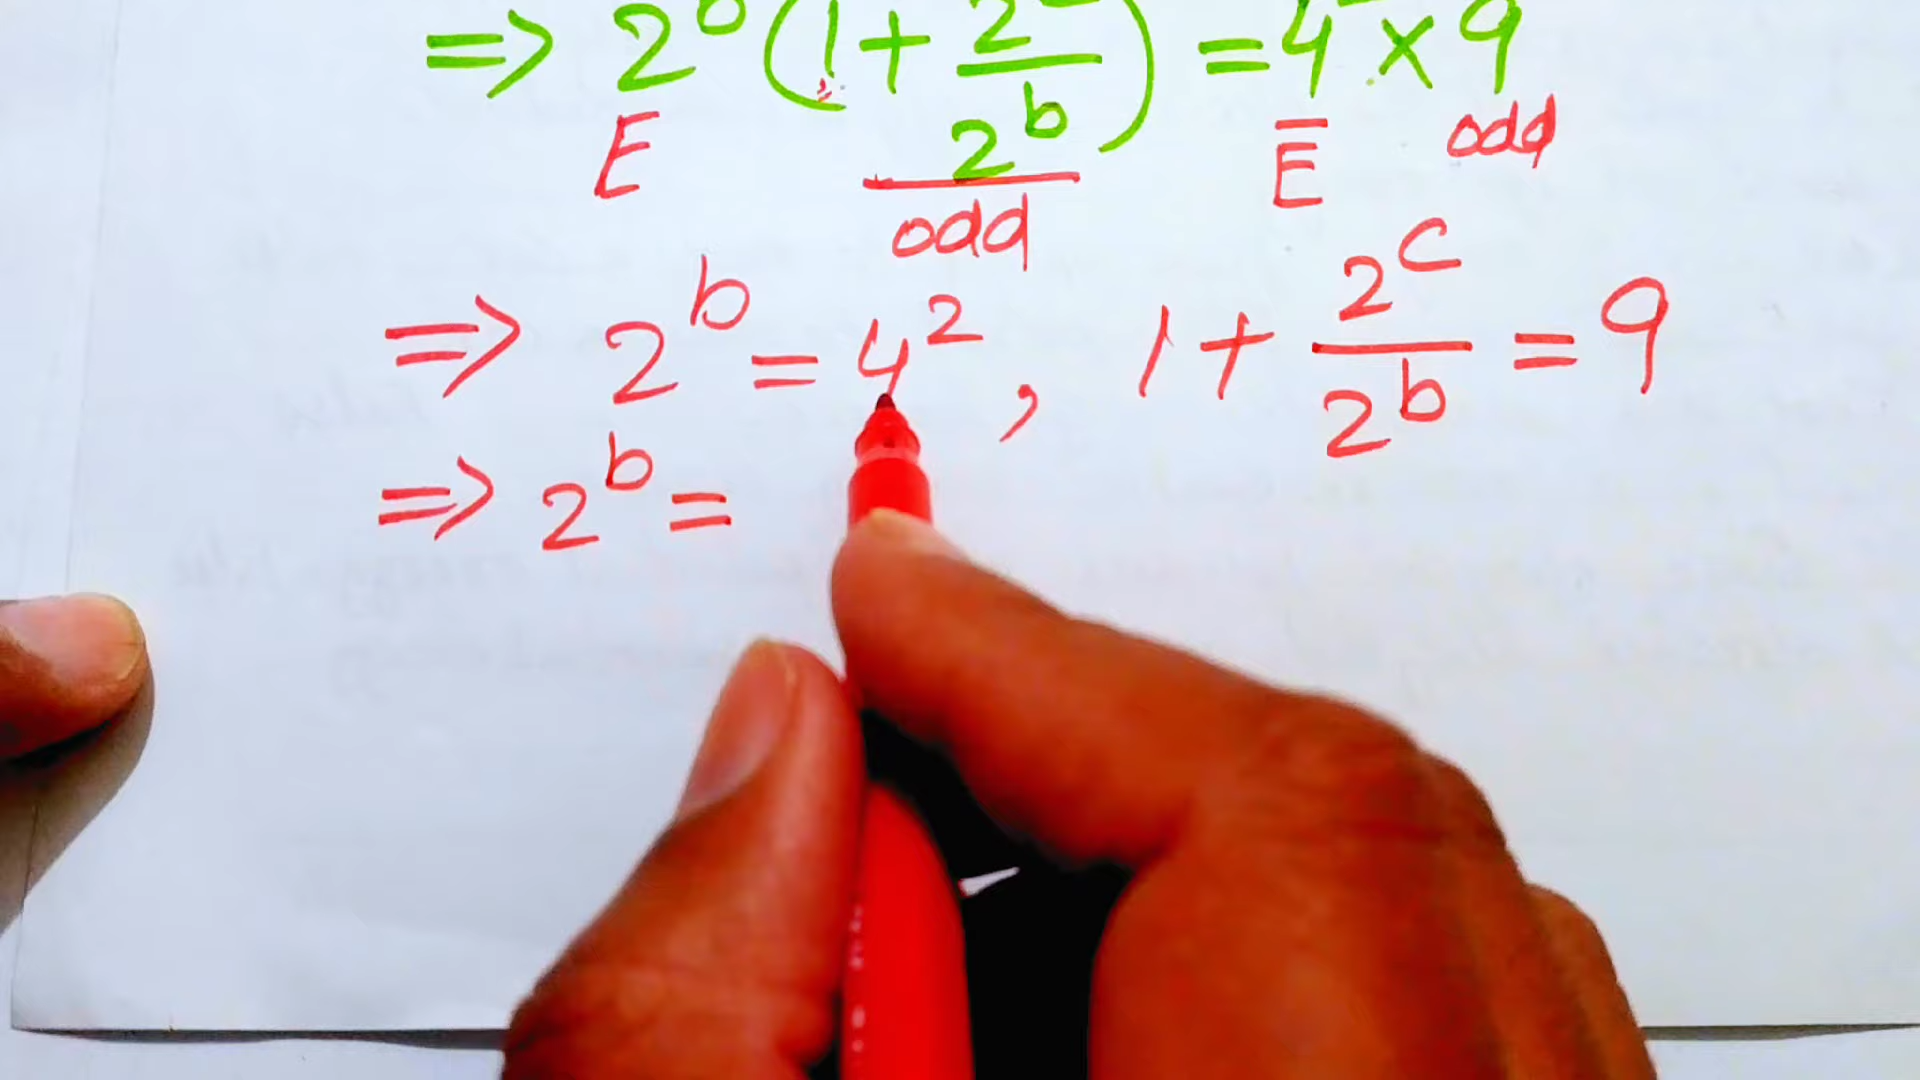 => 2^b (1 + 2^c/2^b) = 4^2 × 9
E odd E odd
=> 2^b = 4^2 , 1 + 2^c/2^b = 9
=> 2^b =